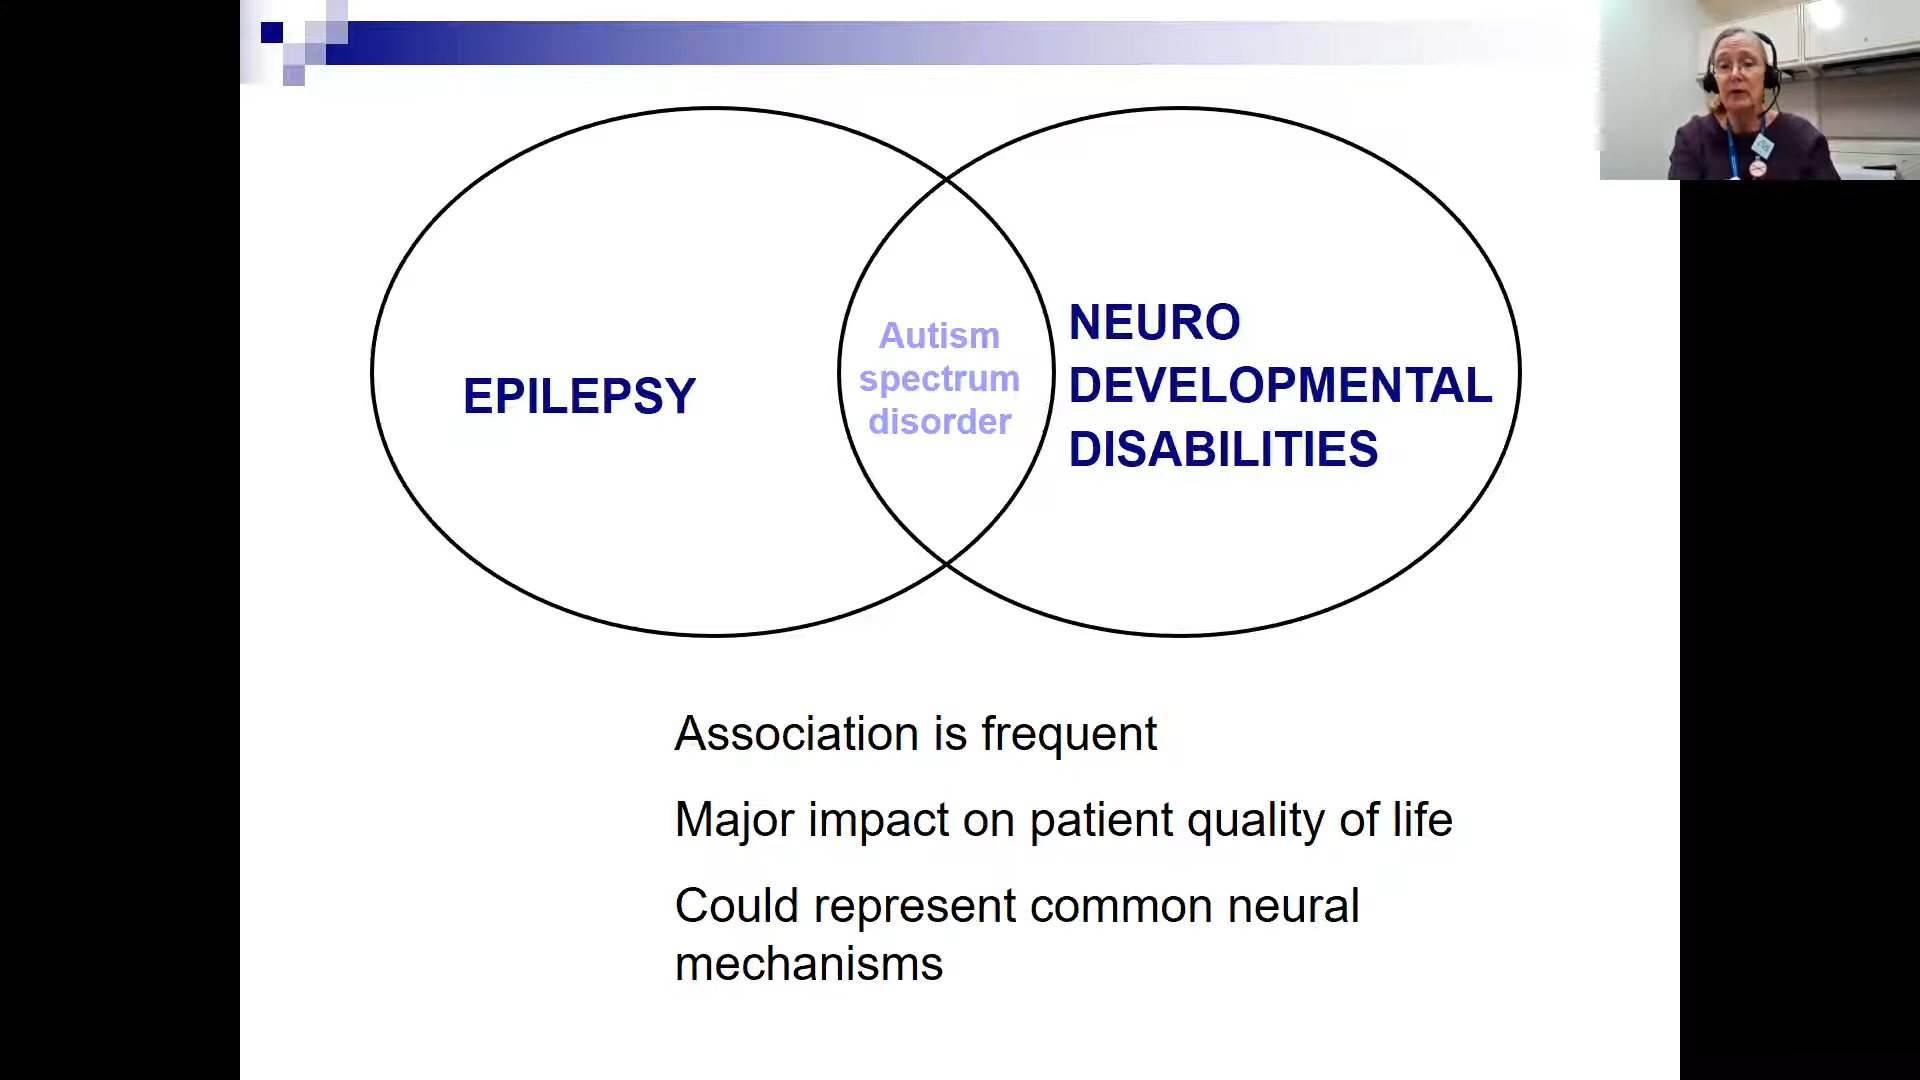 EPILEPSY
Autism
spectrum
disorder
NEURO
DEVELOPMENTAL
DISABILITIES
Association is frequent
Major impact on patient quality of life
Could represent common neural
mechanisms